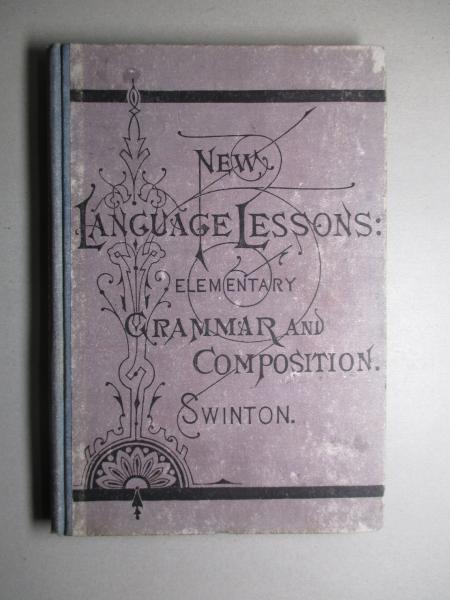 New
Language Lessons:
Elementary
Grammar and
Composition.
Swinton.